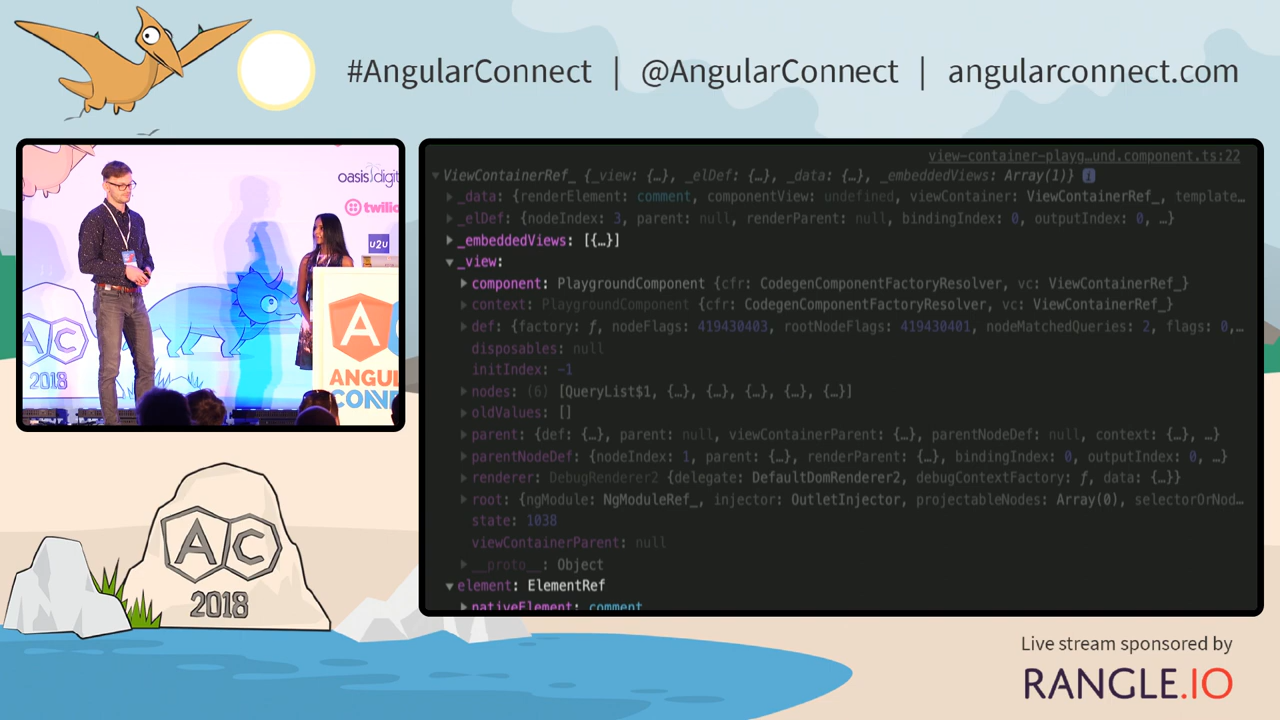 #AngularConnect | @AngularConnect | angularconnect.com
oasis digit
twilio
U2U
AC
2018
A
ANGUL
CONN
view-container-playg…und.component.ts:22
ViewContainerRef_ {_view: {…}, _elDef: {…}, _data: {…}, _embeddedViews: Array(1)} i
_data: {renderElement: comment, componentView: undefined, viewContainer: ViewContainerRef_, template…
_elDef: {nodeIndex: 3, parent: null, renderParent: null, bindingIndex: 0, outputIndex: 0, …}
_embeddedViews: [{…}]
_view:
component: PlaygroundComponent {cfr: CodegenComponentFactoryResolver, vc: ViewContainerRef_}
context: PlaygroundComponent {cfr: CodegenComponentFactoryResolver, vc: ViewContainerRef_}
def: {factory: ƒ, nodeFlags: 419430403, rootNodeFlags: 419430401, nodeMatchedQueries: 2, flags: 0,…
disposables: null
initIndex: -1
nodes: (6) [QueryList$1, {…}, {…}, {…}, {…}, {…}]
oldValues: []
parent: {def: {…}, parent: null, viewContainerParent: {…}, parentNodeDef: null, context: {…}, …}
parentNodeDef: {nodeIndex: 1, parent: {…}, renderParent: {…}, bindingIndex: 0, outputIndex: 0, …}
renderer: DebugRenderer2 {delegate: DefaultDomRenderer2, debugContextFactory: ƒ, data: {…}}
root: {ngModule: NgModuleRef_, injector: OutletInjector, projectableNodes: Array(0), selectorOrNod…
state: 1038
viewContainerParent: null
__proto__: Object
element: ElementRef
nativeElement: comment
AC
2018
Live stream sponsored by
RANGLE.IO